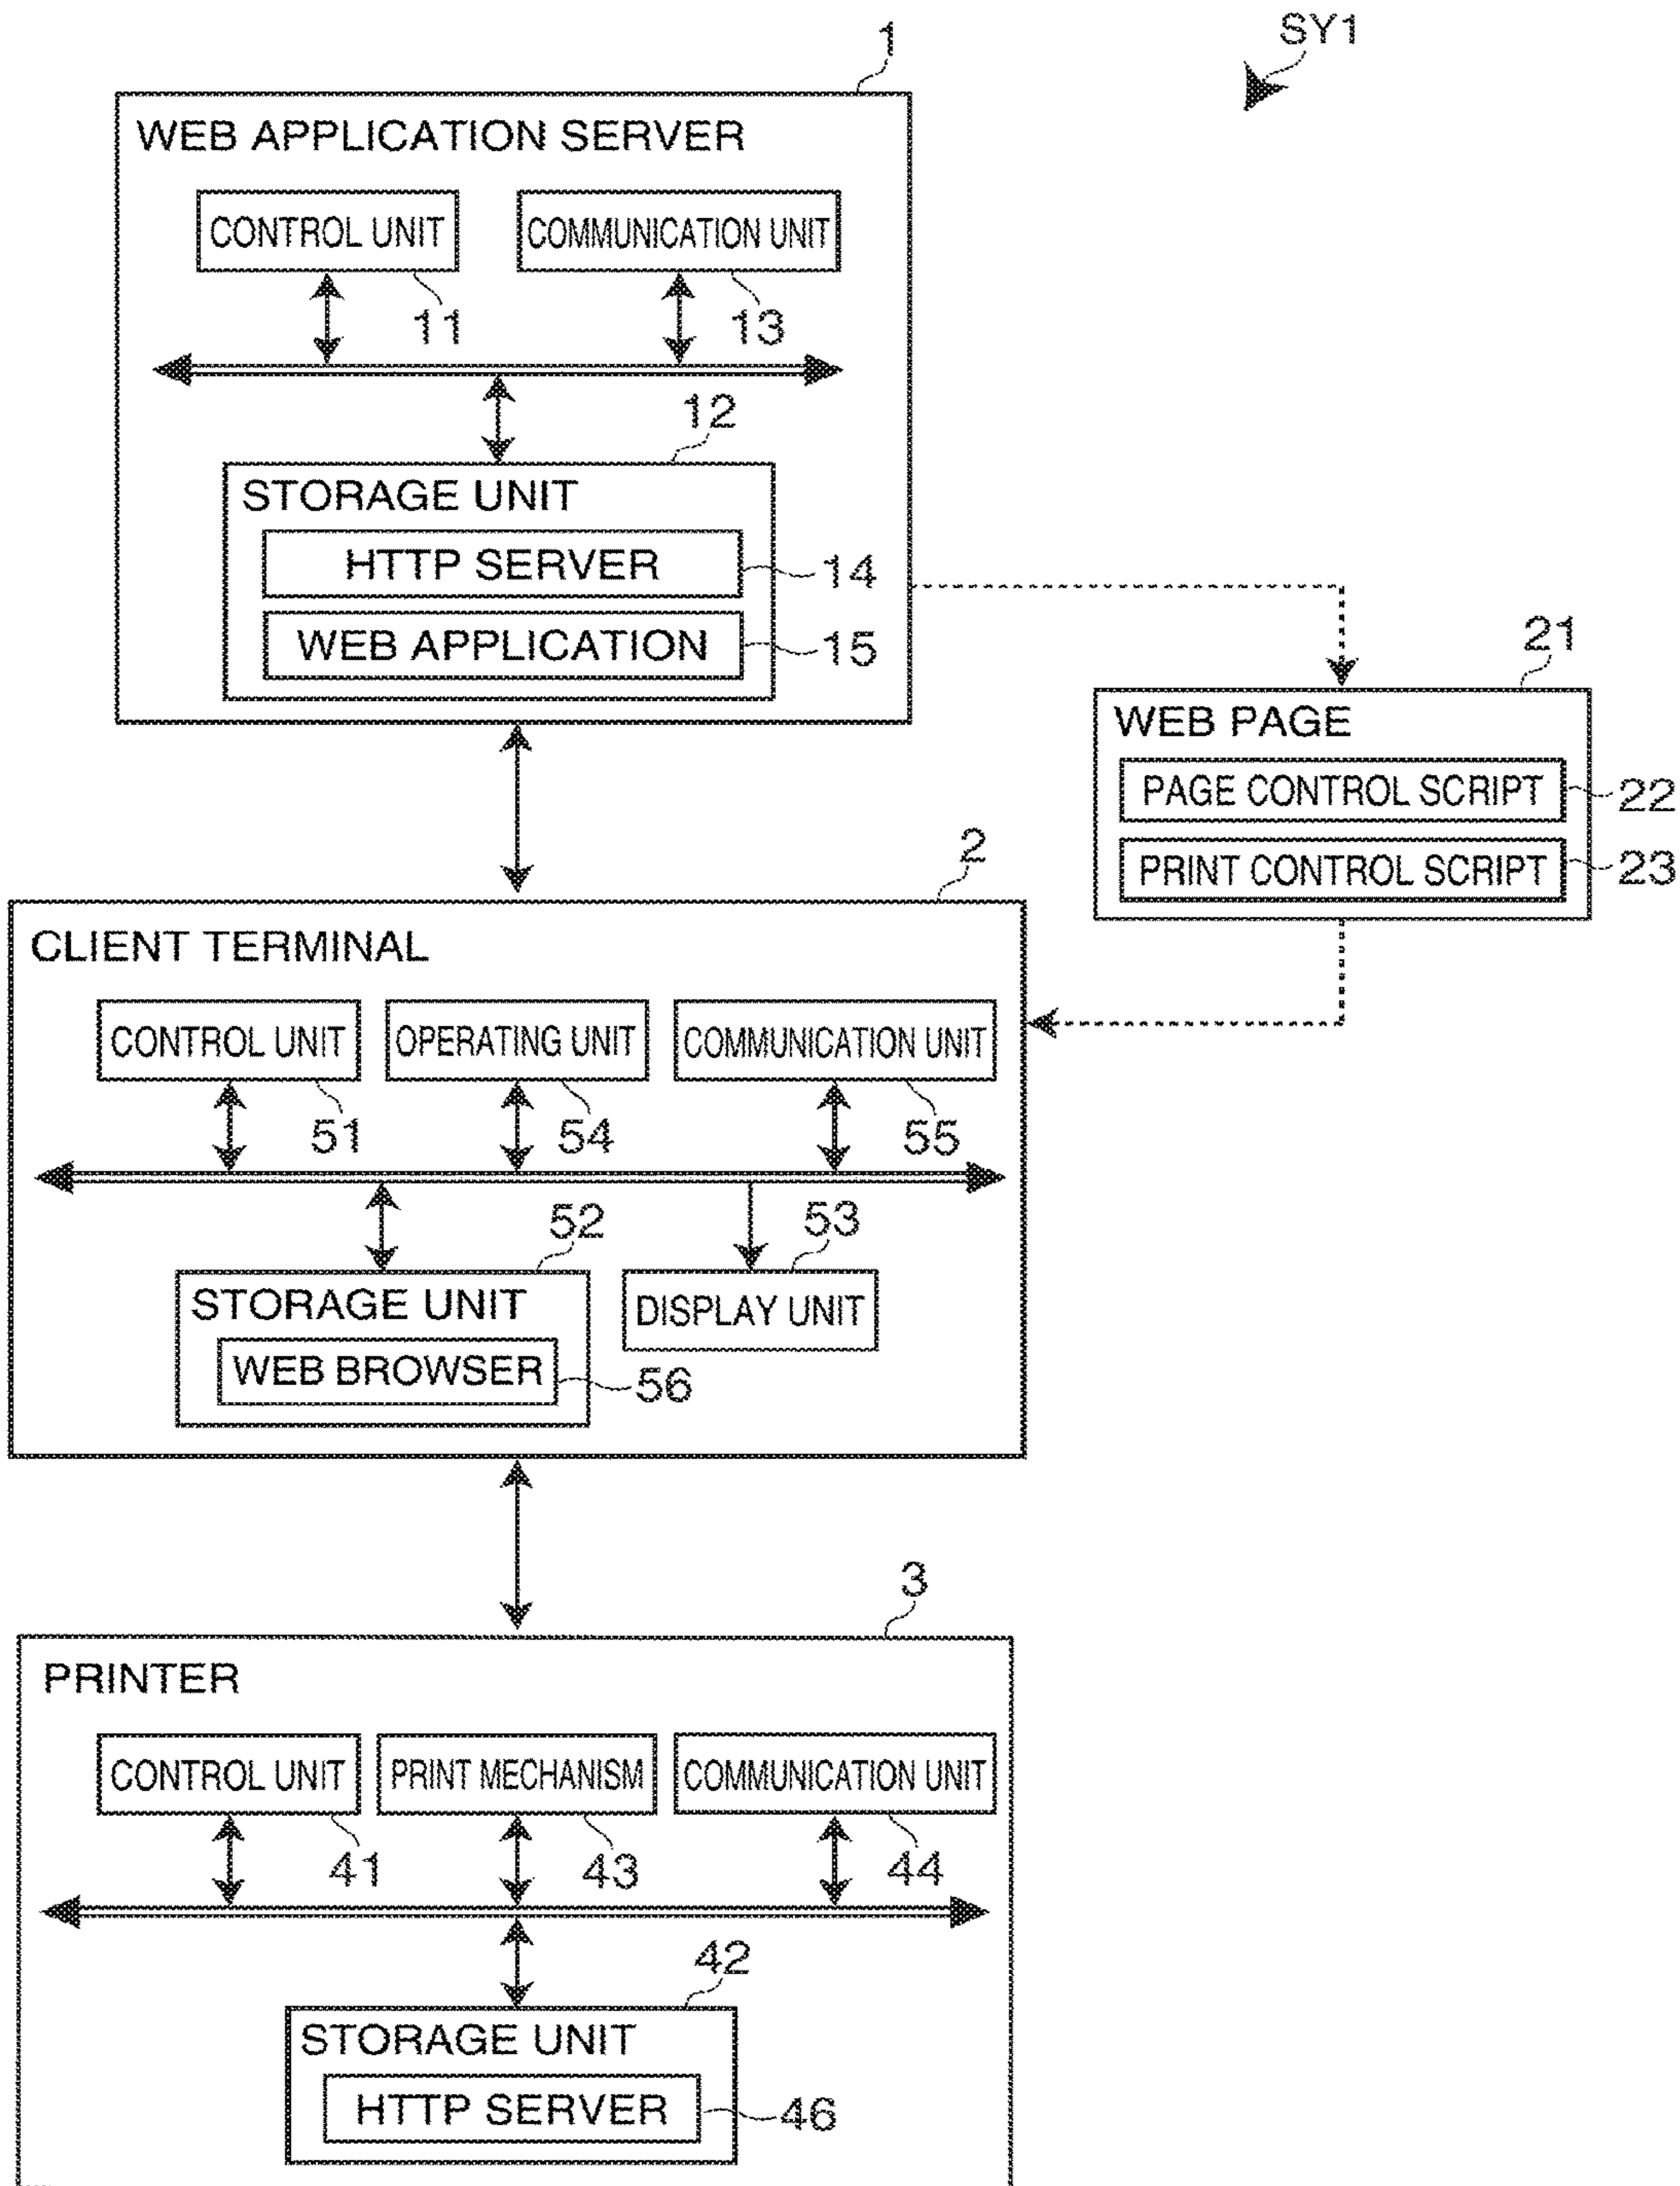 SY1
1
WEB APPLICATION SERVER
CONTROL UNIT
COMMUNICATION UNIT
11
13
12
STORAGE UNIT
HTTP SERVER
14
WEB APPLICATION
15
21
WEB PAGE
PAGE CONTROL SCRIPT
22
PRINT CONTROL SCRIPT
23
2
CLIENT TERMINAL
CONTROL UNIT
OPERATING UNIT
COMMUNICATION UNIT
51
54
55
52
53
STORAGE UNIT
DISPLAY UNIT
WEB BROWSER
56
3
PRINTER
CONTROL UNIT
PRINT MECHANISM
COMMUNICATION UNIT
41
43
44
42
STORAGE UNIT
HTTP SERVER
46